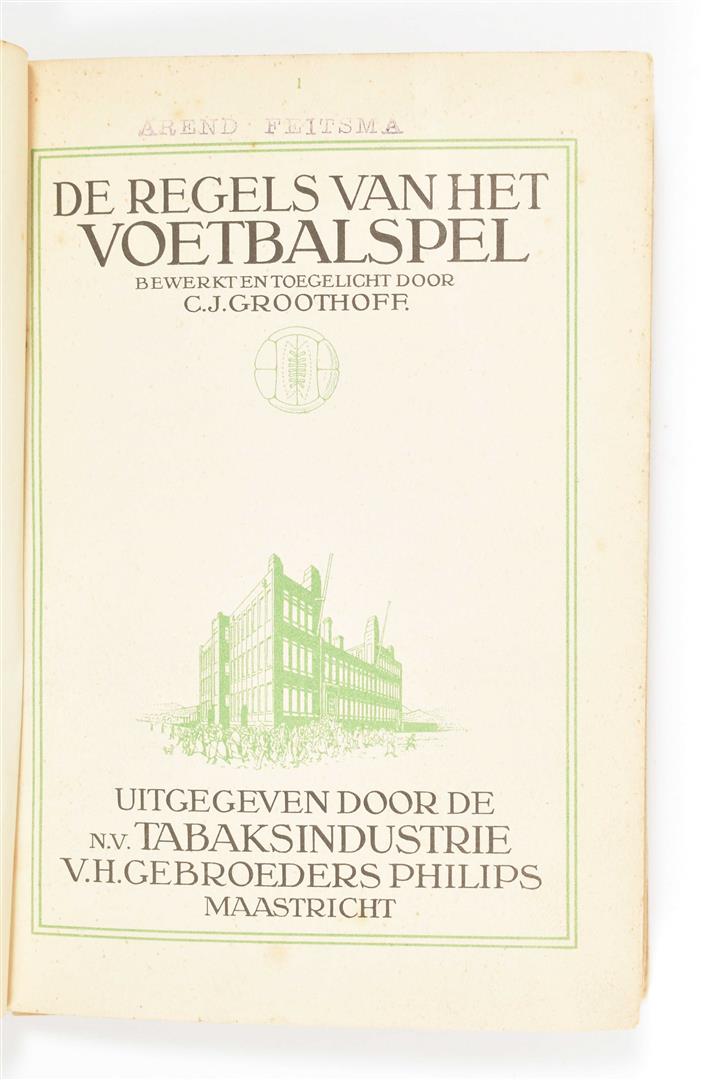 1
AREND FEITSMA
DE REGELS VAN HET
VOETBALSPEL
BEWERKT EN TOEGELICHT DOOR
C.J. GROOTHOFF.
UITGEGEVEN DOOR DE
N.V. TABAKSINDUSTRIE
V.H. GEBROEDERS PHILIPS
MAASTRICHT